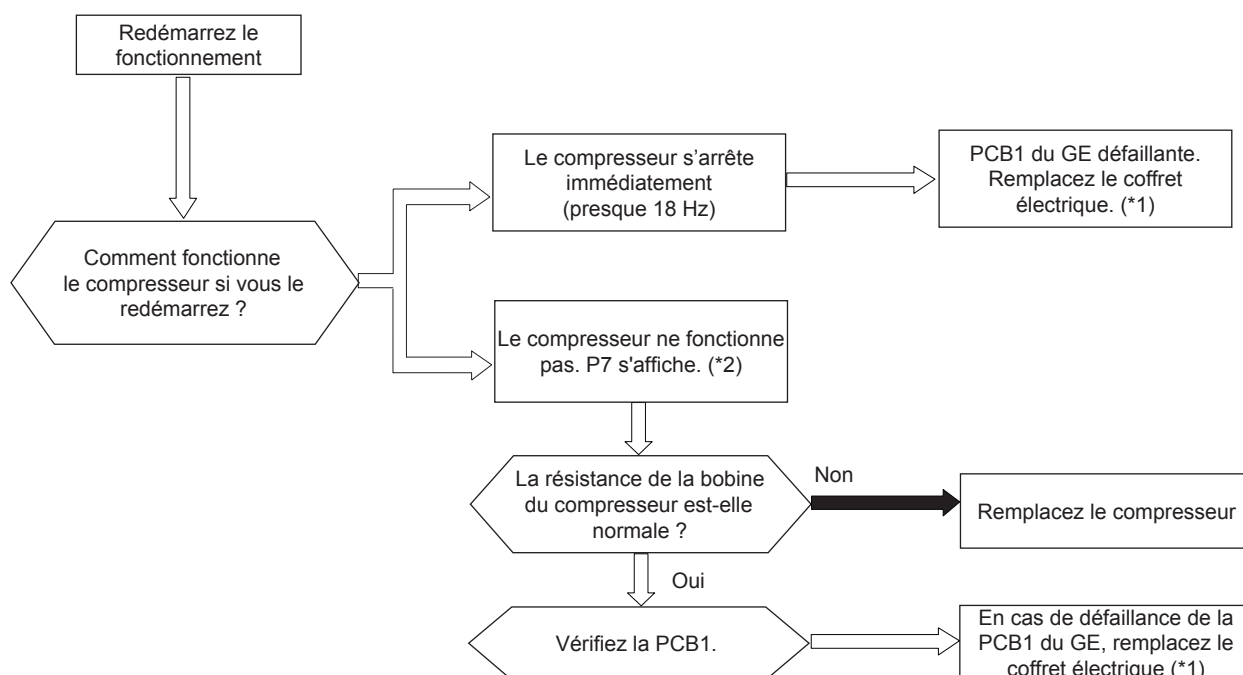 Redémarrez le
fonctionnement
Le compresseur s’arrête
immédiatement
(presque 18 Hz)
PCB1 du GE défaillante.
Remplacez le coffret
électrique. (*1)
Comment fonctionne
le compresseur si vous le
redémarrez ?
Le compresseur ne fonctionne
pas. P7 s'affiche. (*2)
La résistance de la bobine
du compresseur est-elle
normale ?
Non
Remplacez le compresseur
Oui
Vérifiez la PCB1.
En cas de défaillance de la
PCB1 du GE, remplacez le
coffret électrique (*1)